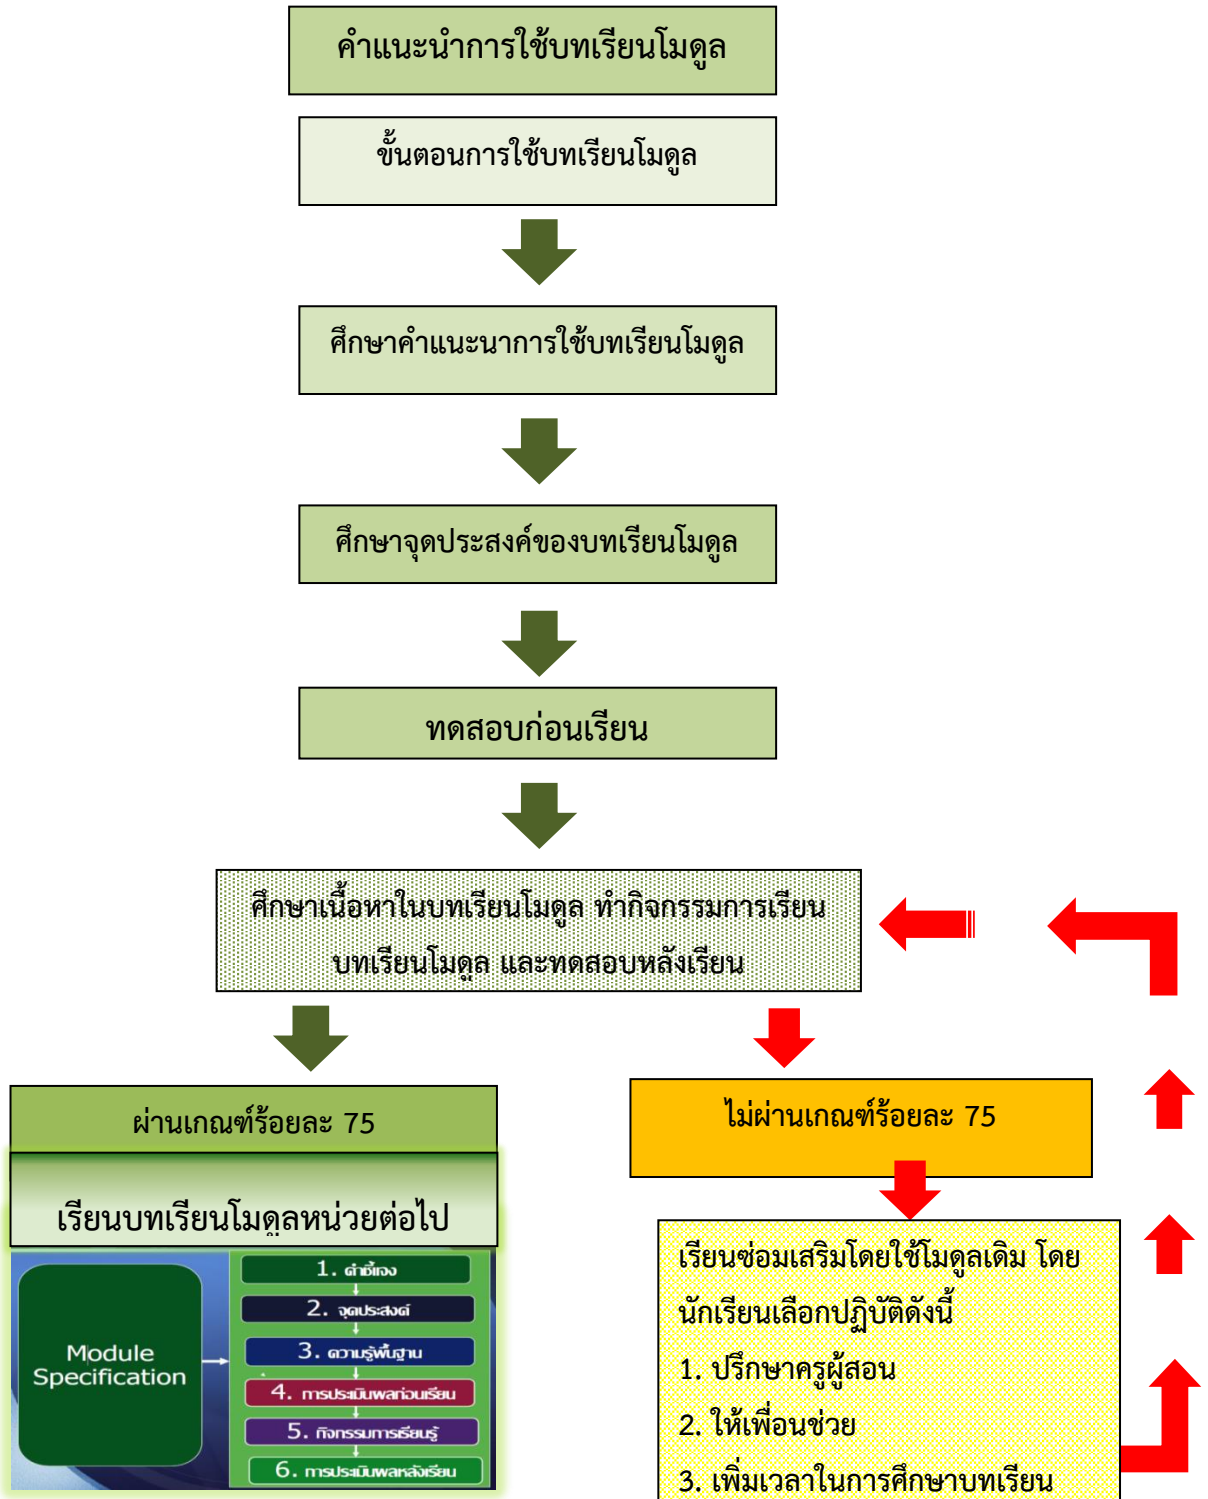 คำแนะนำการใช้บทเรียนโมดูล
ขั้นตอนการใช้บทเรียนโมดูล
ศึกษาคำแนะนาการใช้บทเรียนโมดูล
ศึกษาจุดประสงค์ของบทเรียนโมดูล
ทดสอบก่อนเรียน
ศึกษาเนื้อหาในบทเรียนโมดูล ทำกิจกรรมการเรียน
บทเรียนโมดูล และทดสอบหลังเรียน
ผ่านเกณฑ์ร้อยละ 75
เรียนบทเรียนโมดูลหน่วยต่อไป
Module
Specification
1. คำชี้แจง
2. จุดประสงค์
3. ความรู้พื้นฐาน
4. การประเมินผลก่อนเรียน
5. กิจกรรมการเรียนรู้
6. การประเมินผลหลังเรียน
ไม่ผ่านเกณฑ์ร้อยละ 75
เรียนซ่อมเสริมโดยใช้โมดูลเดิม โดย
นักเรียนเลือกปฏิบัติดังนี้
1. ปรึกษาครูผู้สอน
2. ให้เพื่อนช่วย
3. เพิ่มเวลาในการศึกษาบทเรียน